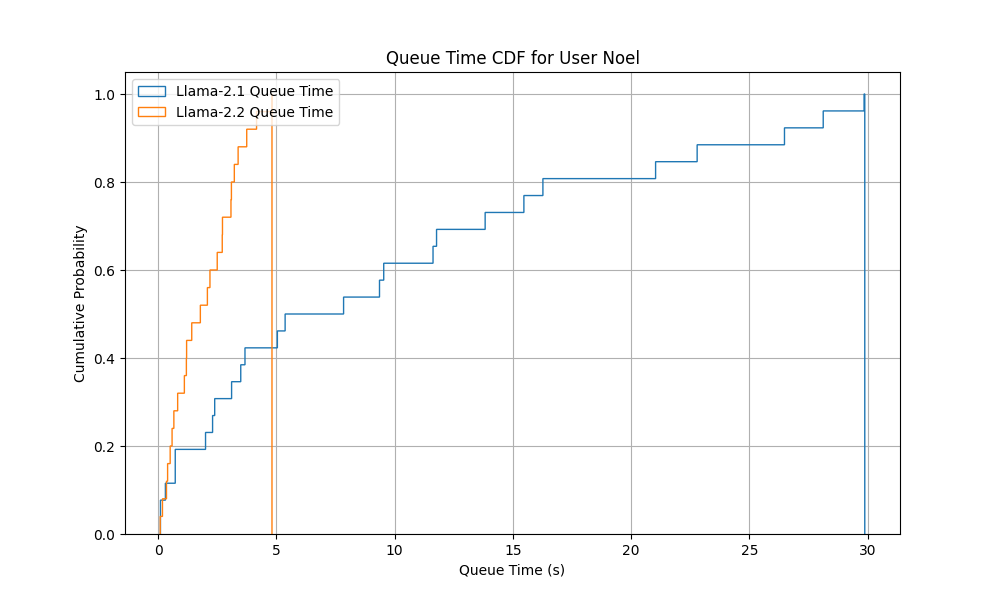 Queue Time CDF for User Noel
Llama-2.1 Queue Time
Llama-2.2 Queue Time
1.0
0.8
0.6
0.4
0.2
0.0
Cumulative Probability
0 5 10 15 20 25 30
Queue Time (s)